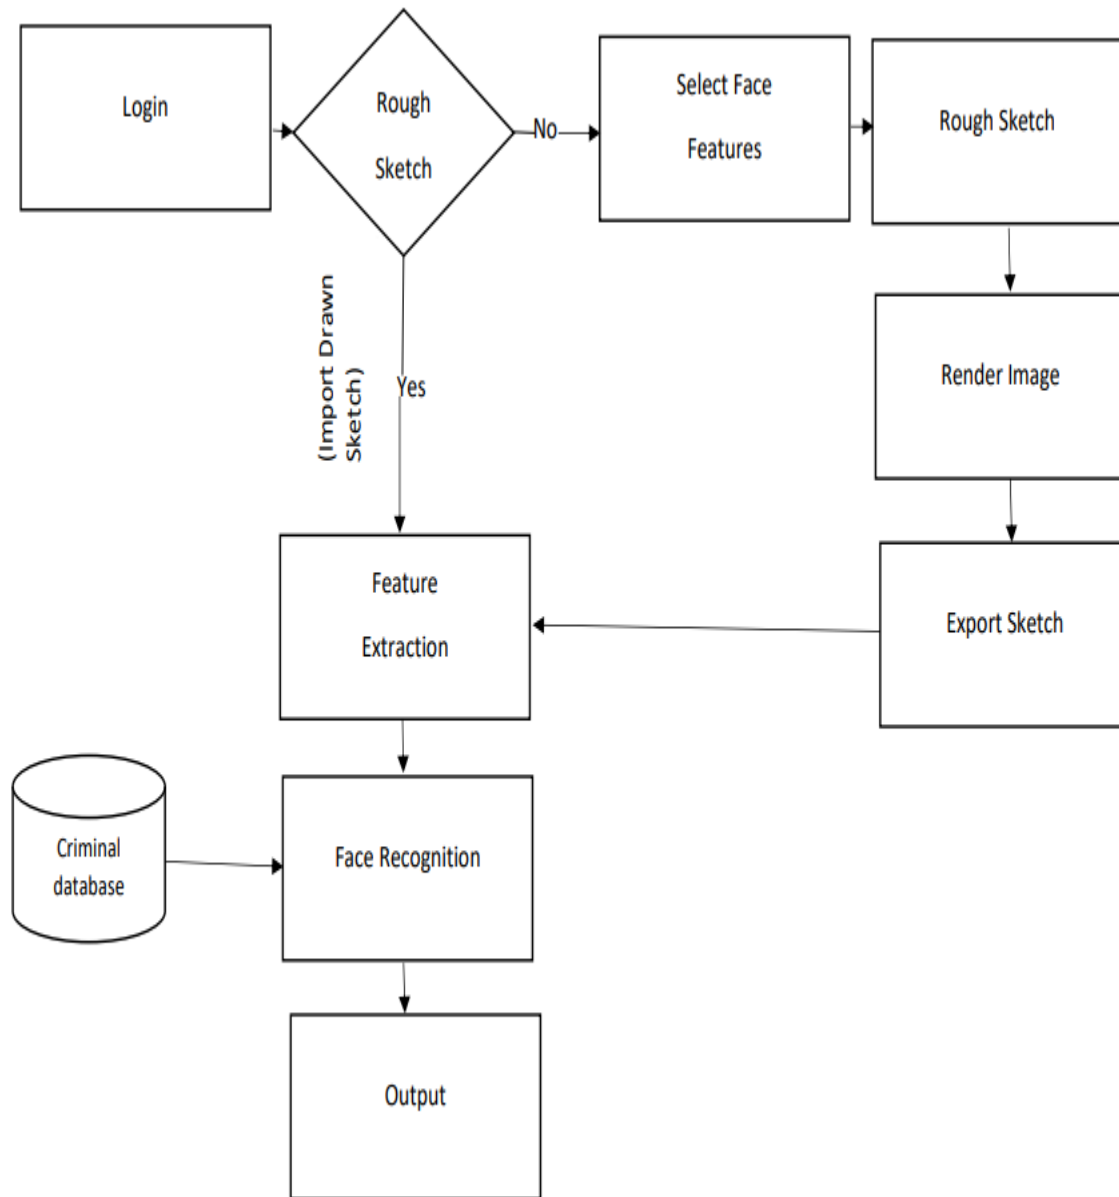 Login
Rough
Sketch
No
Select Face
Features
Rough Sketch
(Import Drawn
Sketch)
Yes
Render Image
Feature
Extraction
Export Sketch
Criminal
database
Face Recognition
Output